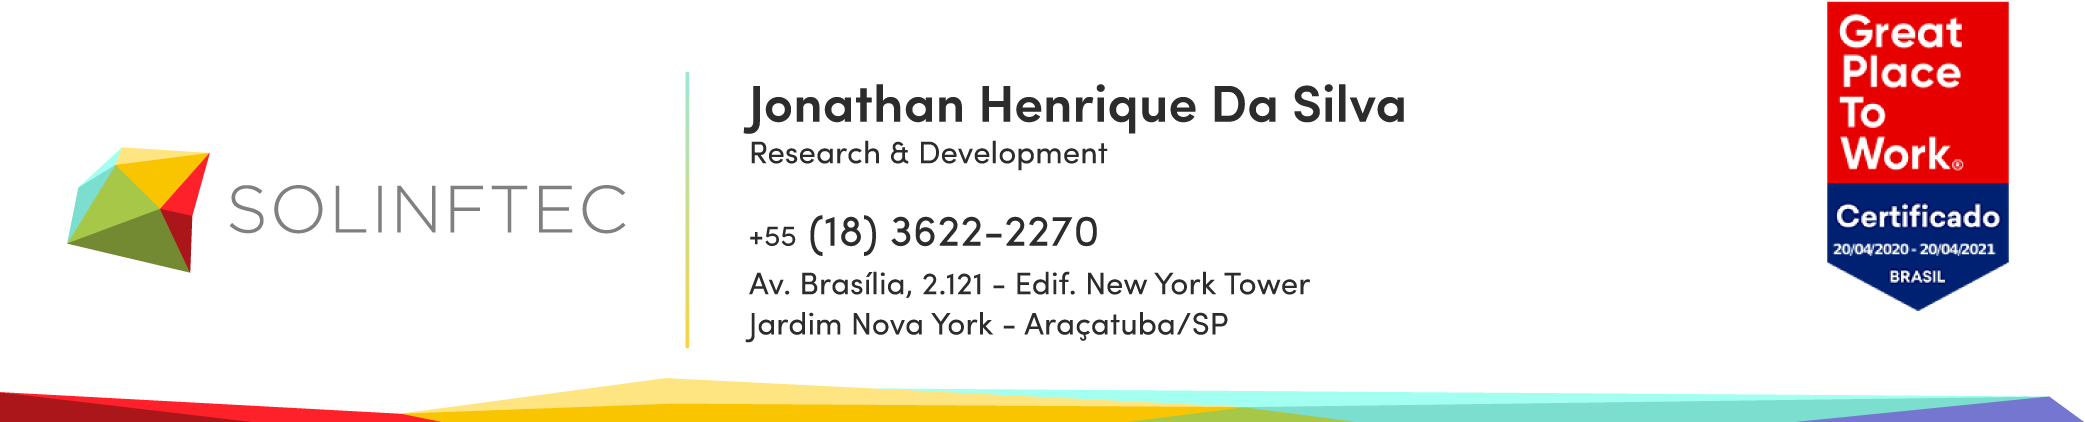 SOLINFTEC
Jonathan Henrique Da Silva
Research & Development
+55 (18) 3622-2270
Av. Brasília, 2.121 - Edif. New York Tower
Jardim Nova York - Araçatuba/SP
Great
Place
To
Work®
Certificado
20/04/2020 - 20/04/2021
BRASIL